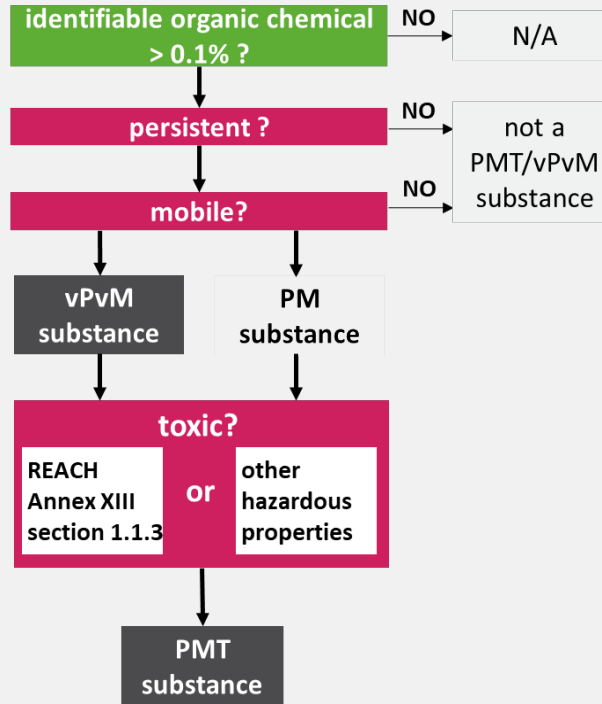 identifiable organic chemical
> 0.1% ?
NO
N/A
persistent ?
NO
not a
PMT/vPvM
substance
mobile?
NO
vPvM
substance
PM
substance
toxic?
REACH
Annex XIII
section 1.1.3
or
other
hazardous
properties
PMT
substance